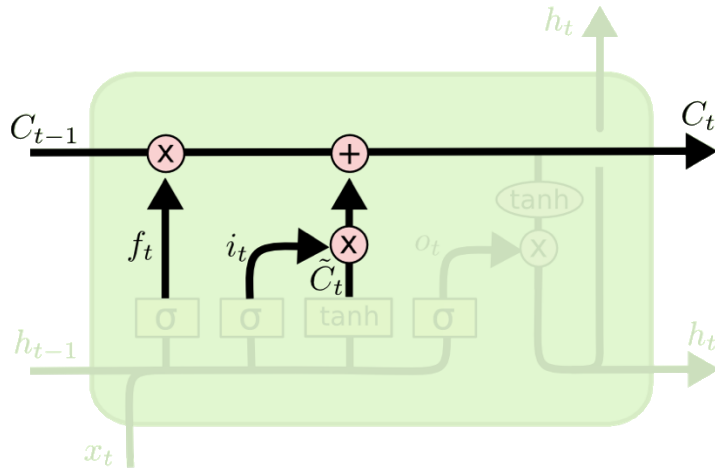 h_t
C_{t-1} × + C_t
tanh
f_t i_t × o_t ×
C̃_t
σ σ tanh σ
h_{t-1} h_t
x_t